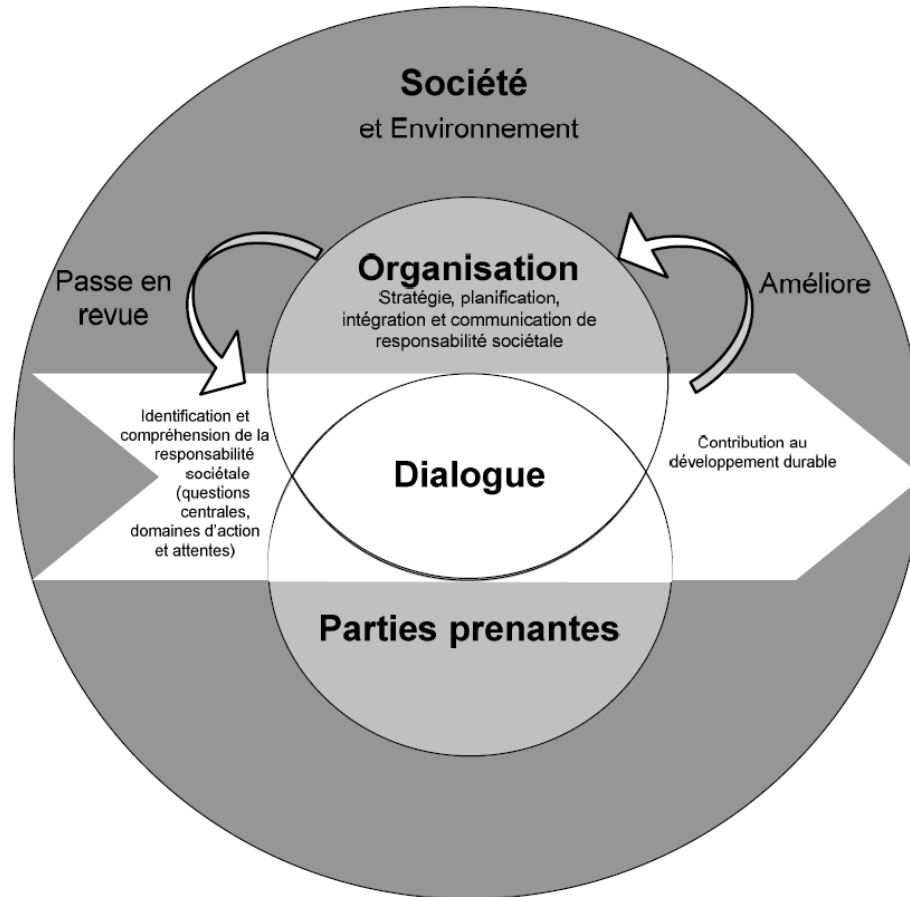 Société
et Environnement
Organisation
Stratégie, planification,
intégration et communication de
responsabilité sociétale
Passe en
revue
Améliore
Identification et
compréhension de la
responsabilité
sociétale
(questions
centrales,
domaines d'action
et attentes)
Dialogue
Contribution au
développement durable
Parties prenantes